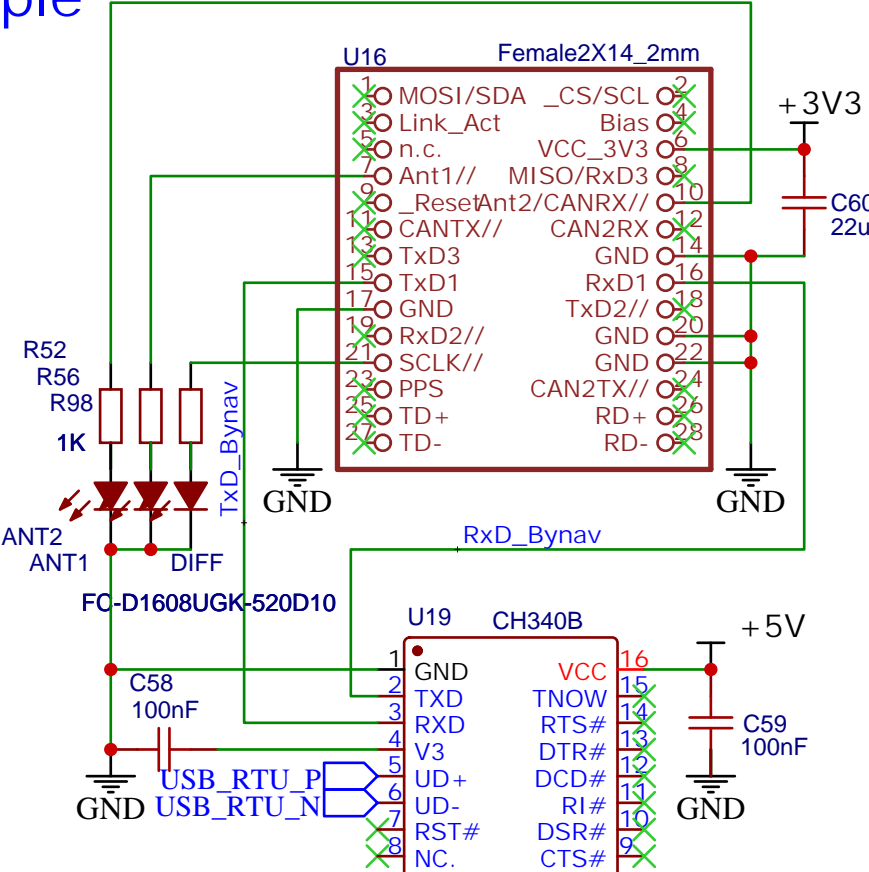 U16
Female2X14_2mm
1 MOSI/SDA _CS/SCL 2
3 Link_Act Bias 4
5 n.c. VCC_3V3 6
7 Ant1// MISO/RxD3 8
9 _Reset Ant2/CANRX// 10
11 CANTX// CAN2RX 12
13 TxD3 GND 14
15 TxD1 RxD1 16
17 GND TxD2// 18
19 RxD2// GND 20
21 SCLK// GND 22
23 PPS CAN2TX// 24
25 TD+ RD+ 26
27 TD- RD- 28
+3V3
C60
22u
R52
R56
R98
1K
TxD_Bynav
GND
GND
RxD_Bynav
ANT2
ANT1
DIFF
FC-D1608UGK-520D10
U19
CH340B
+5V
1 GND VCC 16
2 TXD TNOW 15
3 RXD RTS# 14
4 V3 DTR# 13
5 UD+ DCD# 12
6 UD- RI# 11
7 RST# DSR# 10
8 NC. CTS# 9
C58
100nF
C59
100nF
USB_RTU_P
USB_RTU_N
GND
GND